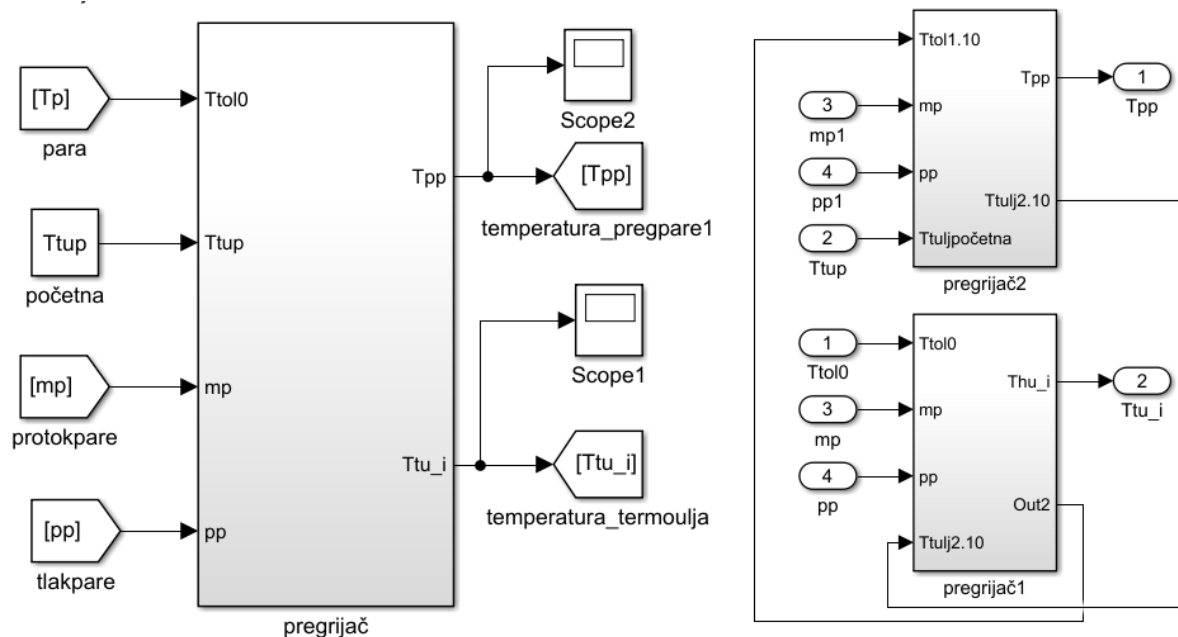 [Tp]
para
Ttup
početna
[mp]
protokpare
[pp]
tlakpare
Ttol0
Ttup
mp
pp
Tpp
Ttu_i
pregrijač
Scope2
[Tpp]
temperatura_pregpare1
Scope1
[Ttu_i]
temperatura_termoulja
3
mp1
4
pp1
2
Ttup
Ttol1.10
mp
pp
Ttuljpočetna
Tpp
Ttulj2.10
pregrijač2
1
Tpp
1
Ttol0
3
mp
4
pp
Ttol0
mp
pp
Ttulj2.10
Thu_i
Out2
pregrijač1
2
Ttu_i